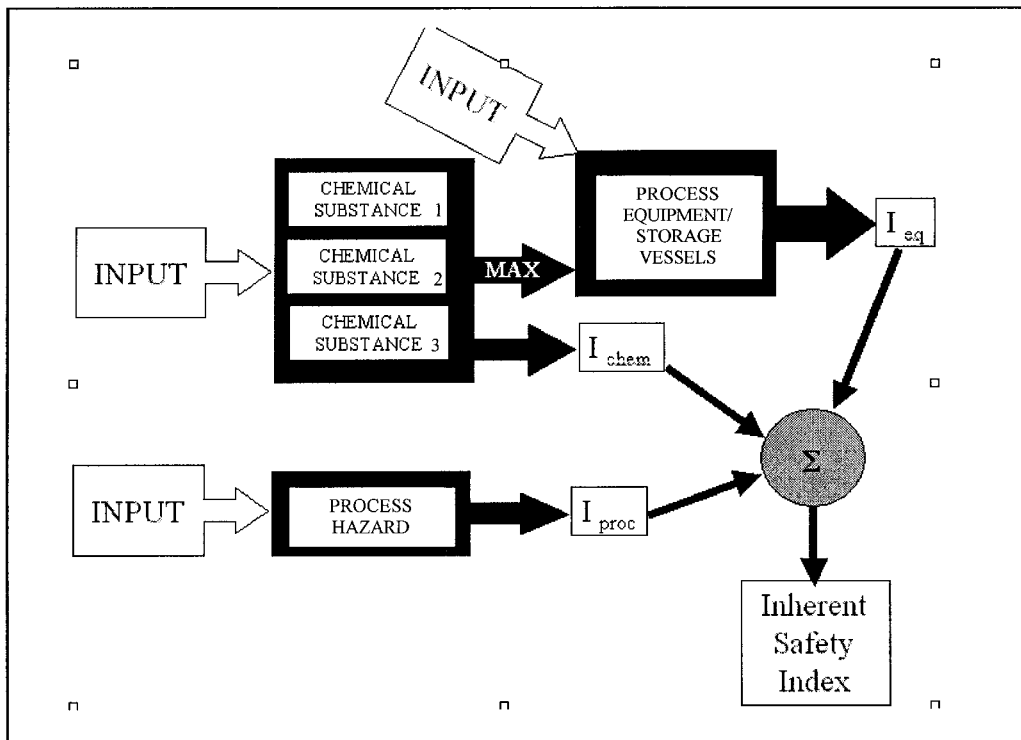 INPUT
CHEMICAL
SUBSTANCE 1
CHEMICAL
SUBSTANCE 2
CHEMICAL
SUBSTANCE 3
INPUT
MAX
PROCESS
EQUIPMENT/
STORAGE
VESSELS
I eq
I chem
INPUT
PROCESS
HAZARD
I proc
Σ
Inherent
Safety
Index